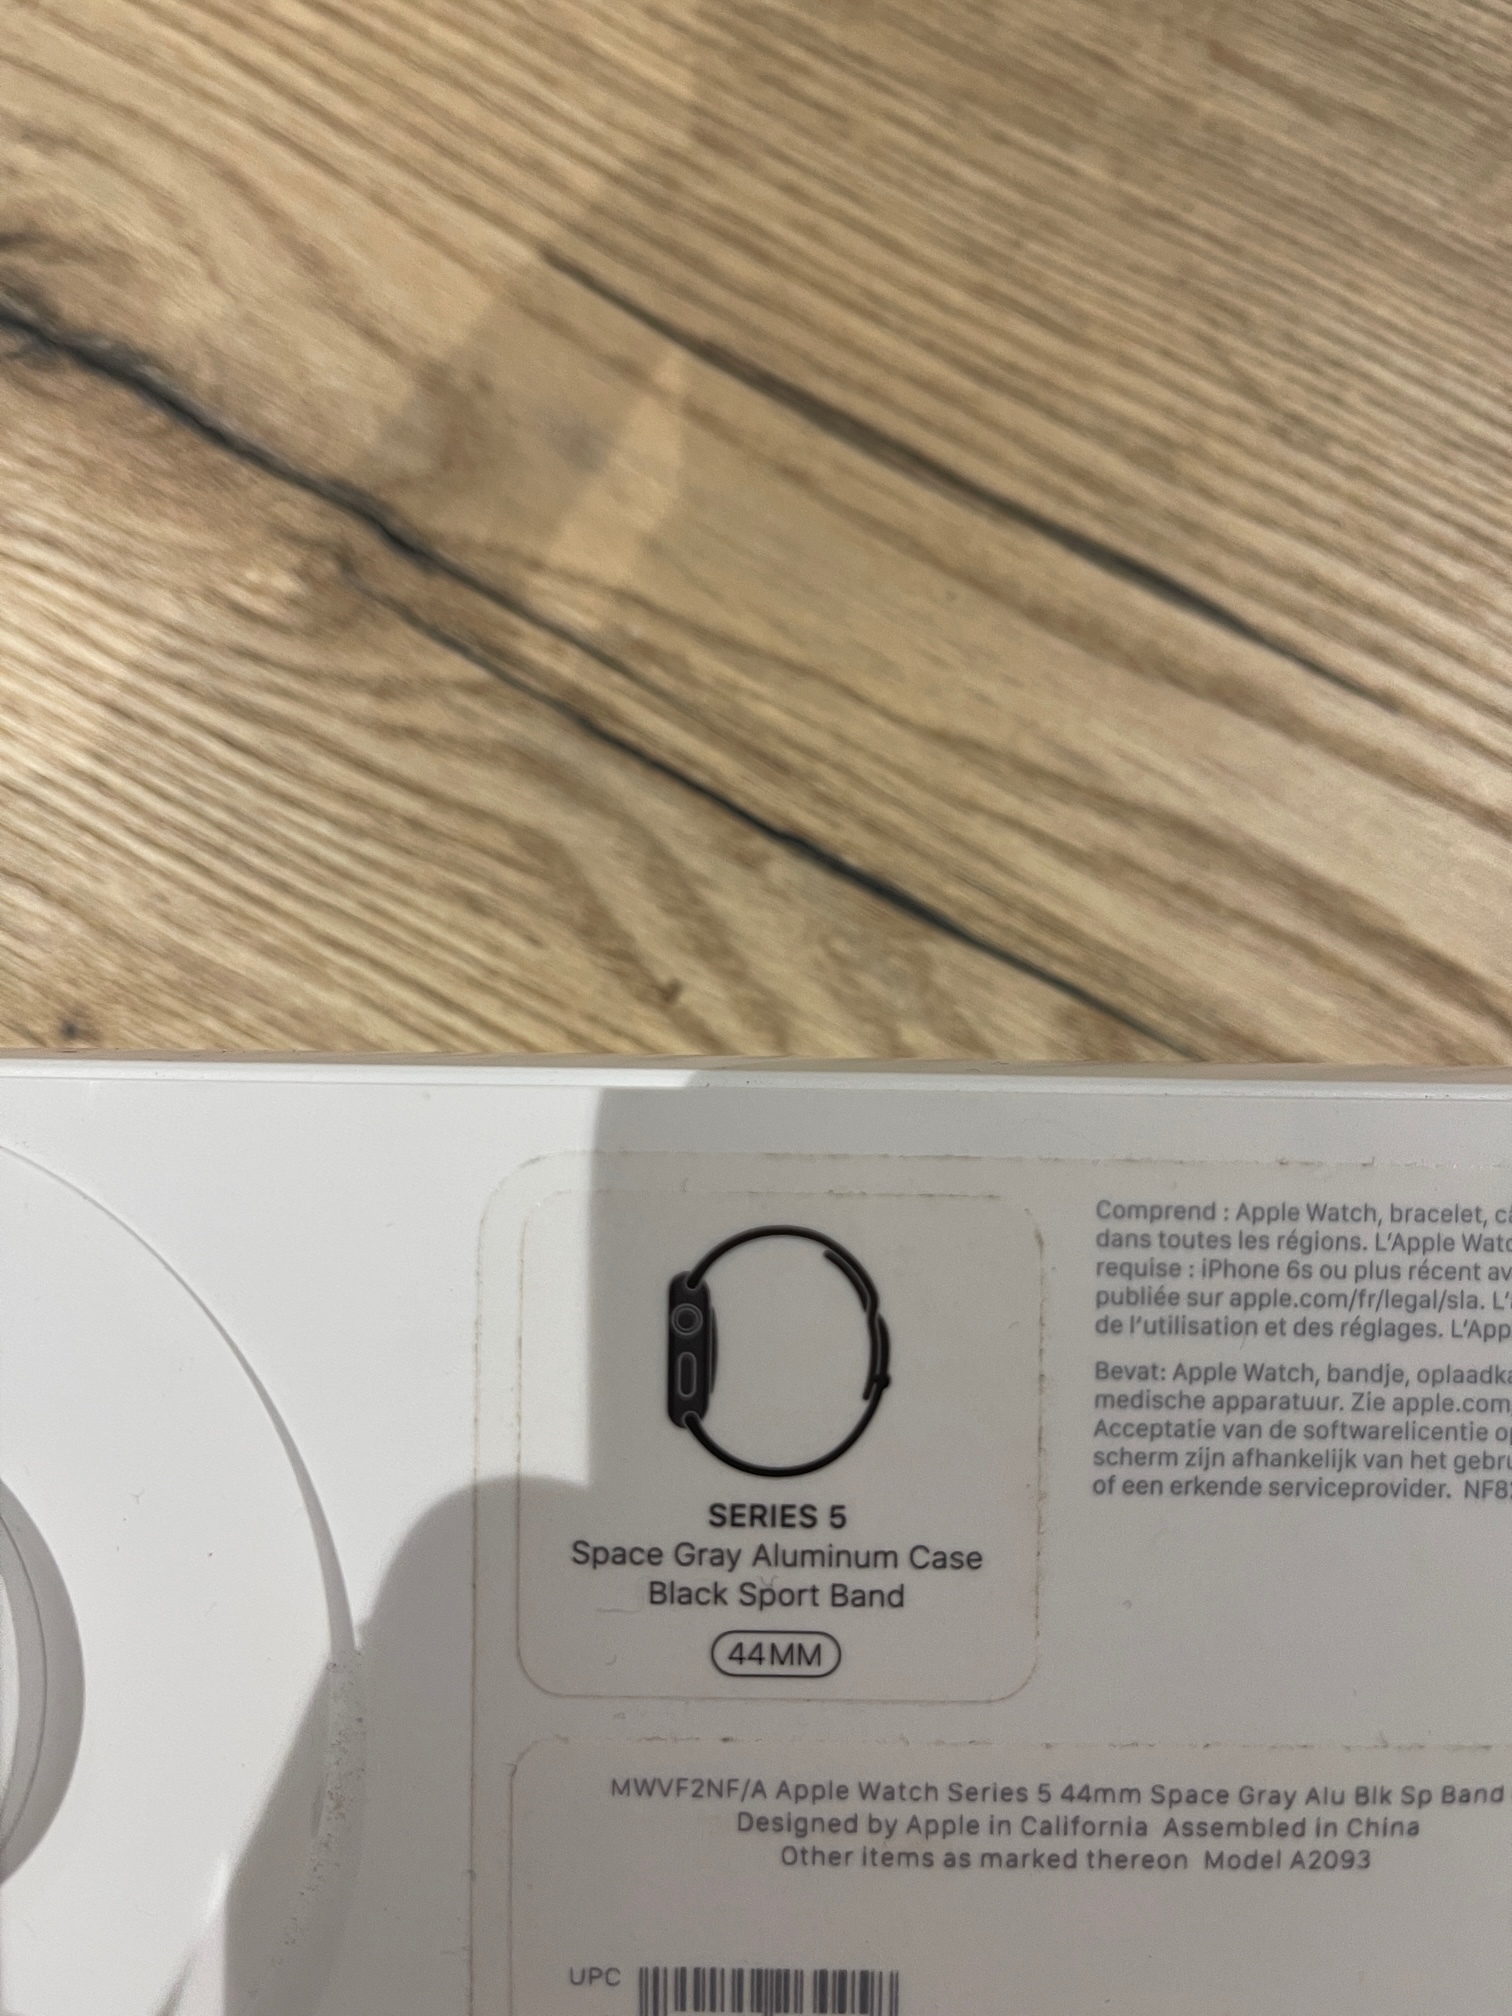 SERIES 5
Space Gray Aluminum Case
Black Sport Band
44MM
Comprend : Apple Watch, bracelet,
dans toutes les régions. L'Apple
requise : iPhone 6s ou plus récent
publiée sur apple.com/fr/legal/sla.
de l'utilisation et des réglages.
Bevat: Apple Watch, bandje,
medische apparatuur. Zie apple.com
Acceptatie van de softwarelicentie
scherm zijn afhankelijk van het
of een erkende serviceprovider.
MWVF2NF/A Apple Watch Series 5 44mm Space Gray Alu Blk Sp Band
Designed by Apple in California Assembled in China
Other items as marked thereon Model A2093
UPC